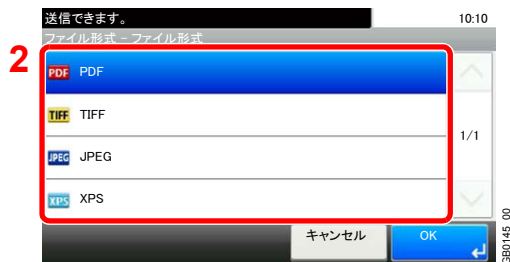 送信できます。 10:10
ファイル形式 - ファイル形式
2
PDF PDF
TIFF TIFF
1/1
JPEG JPEG
XPS XPS
キャンセル OK
GB0145 00